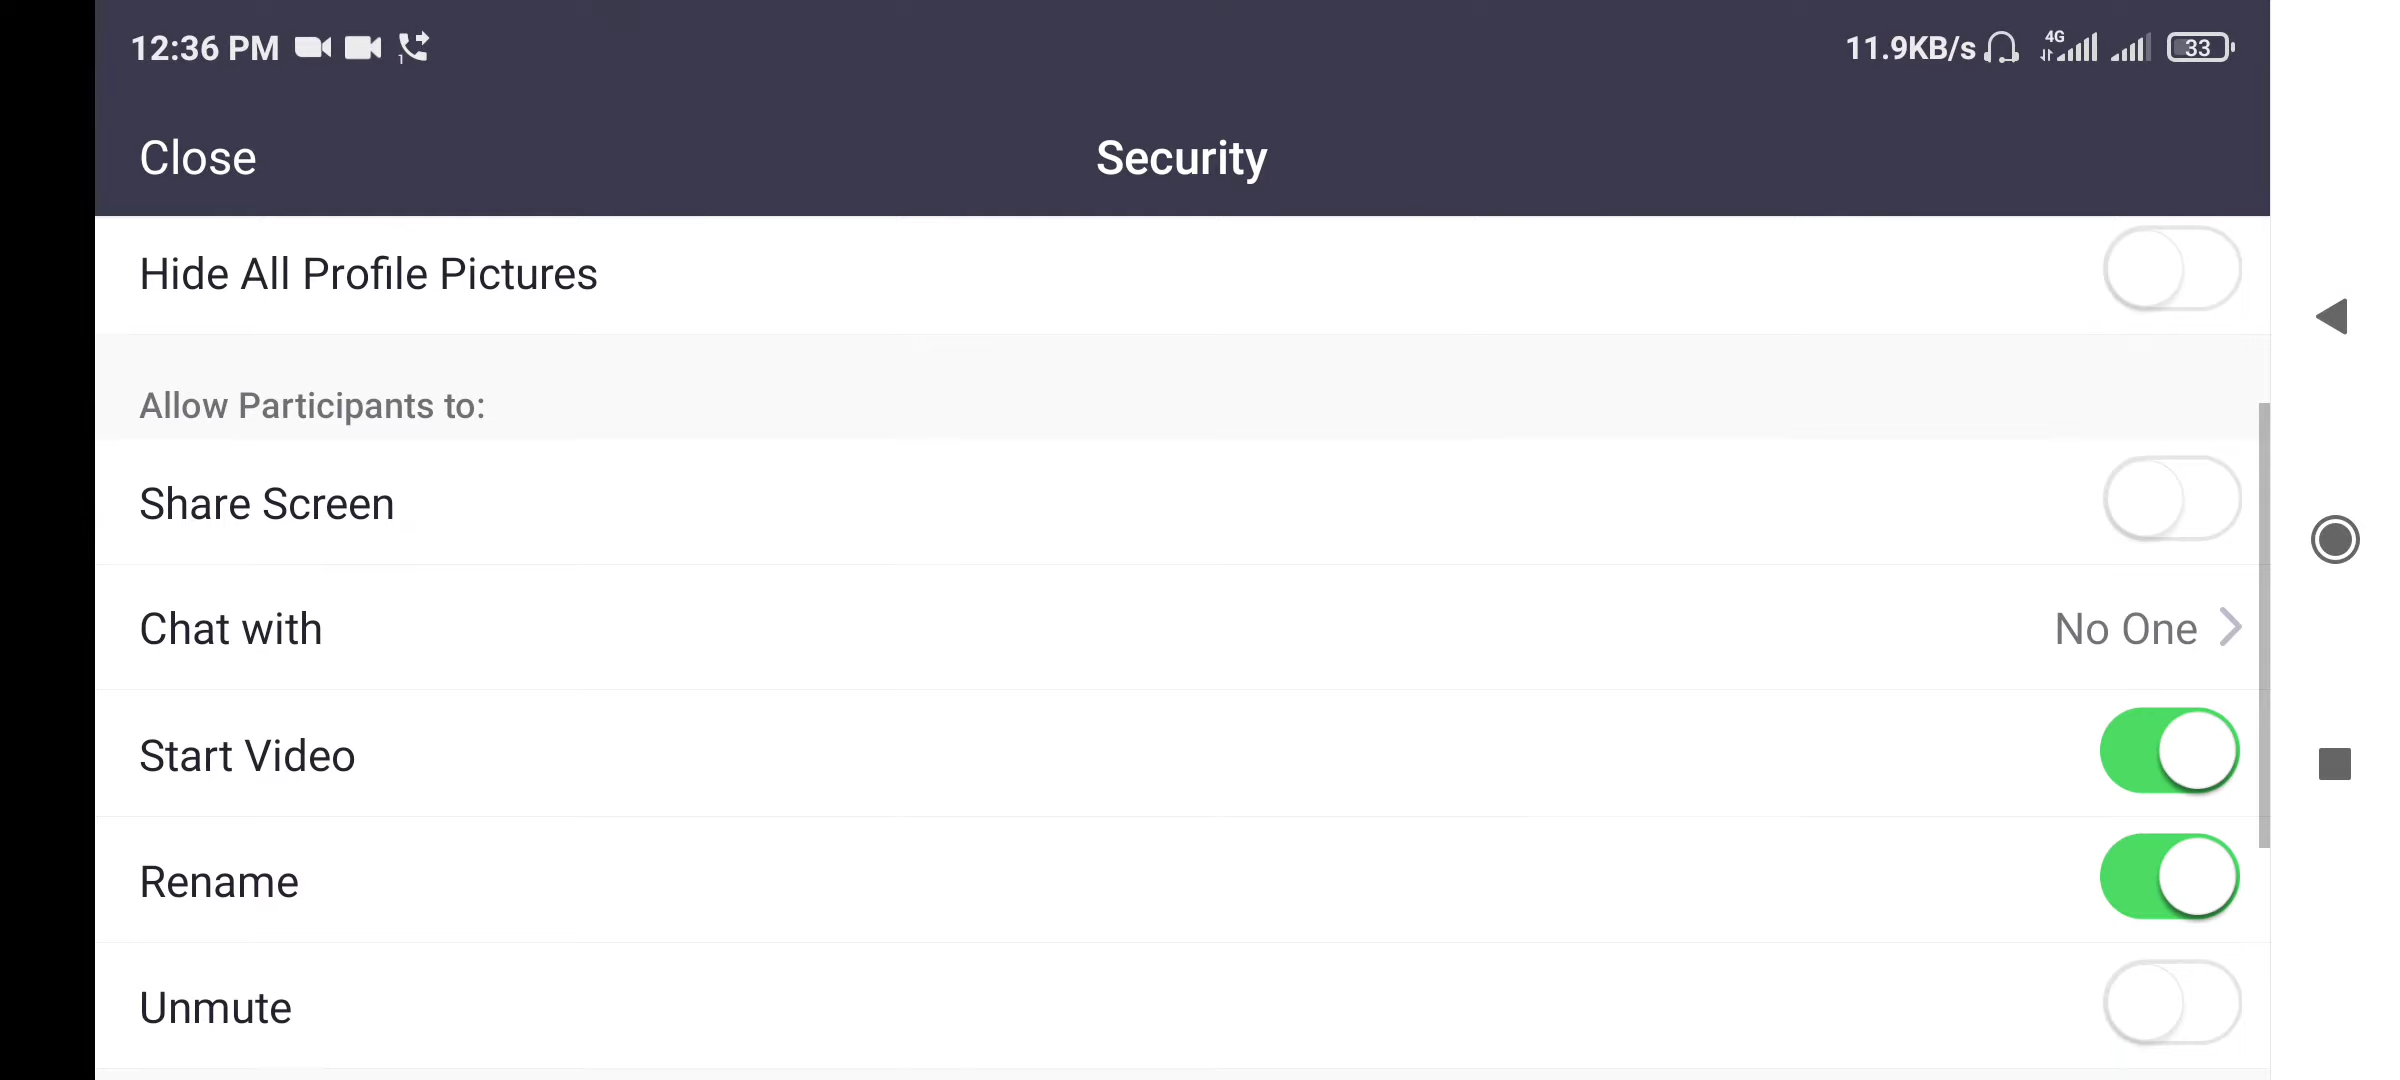 12:36 PM 1 11.9KB/s 4G 33
Close Security
Hide All Profile Pictures
Allow Participants to:
Share Screen
Chat with No One
Start Video
Rename
Unmute